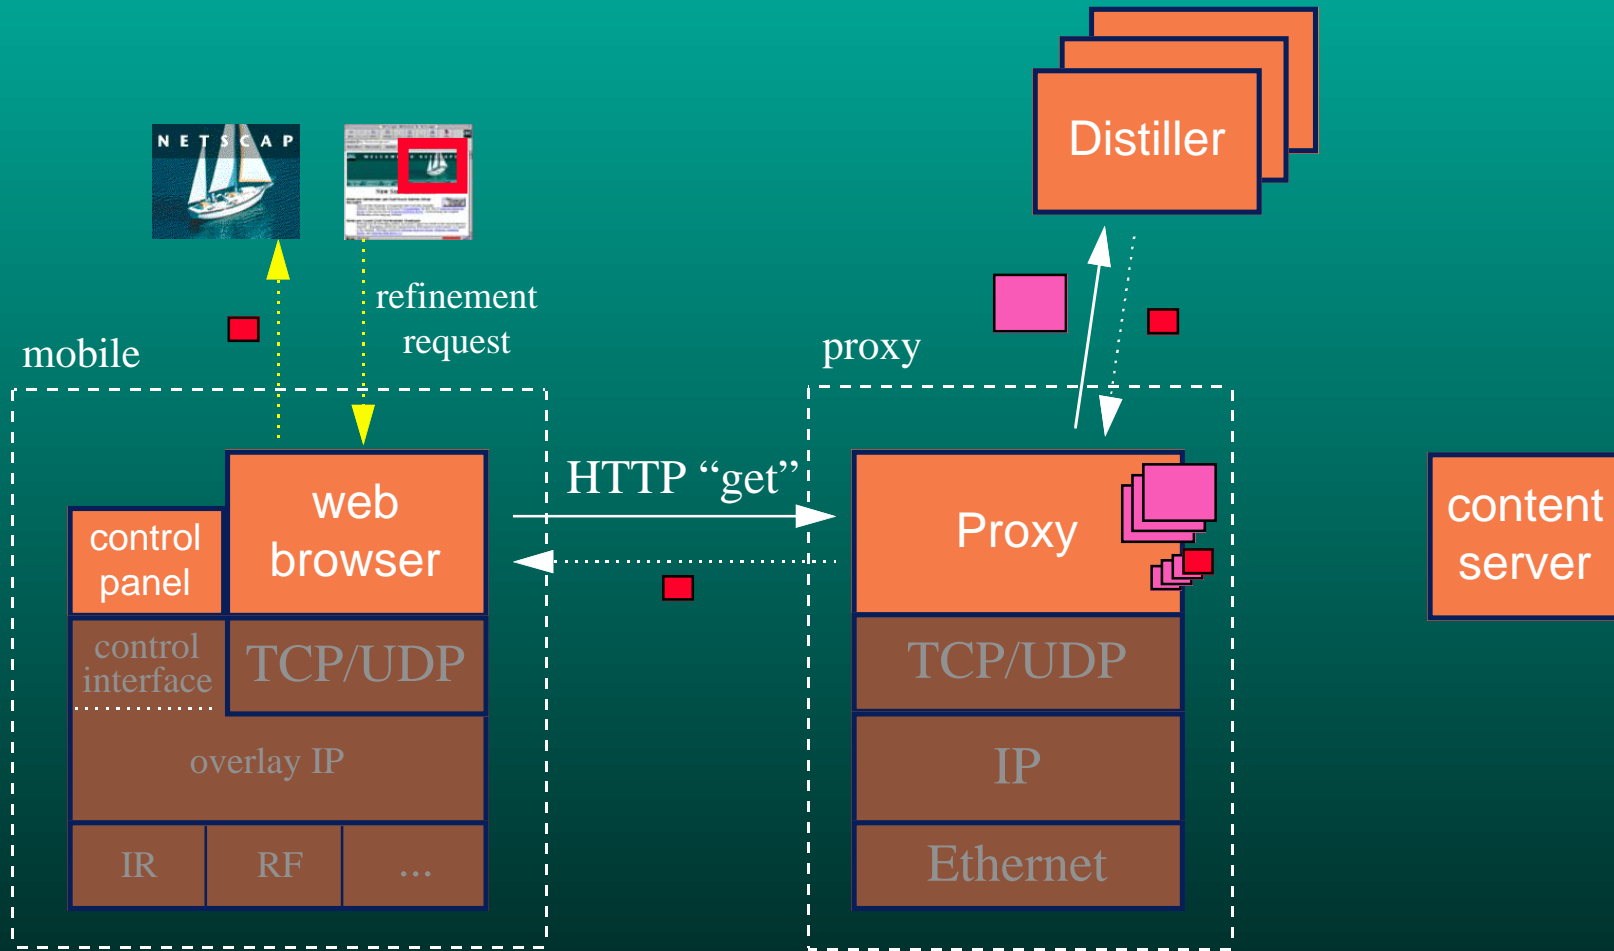 NETSCAP
Distiller
refinement
request
mobile
proxy
HTTP “get”
web
browser
control
panel
Proxy
content
server
control
interface
TCP/UDP
TCP/UDP
overlay IP
IP
IR
RF
...
Ethernet